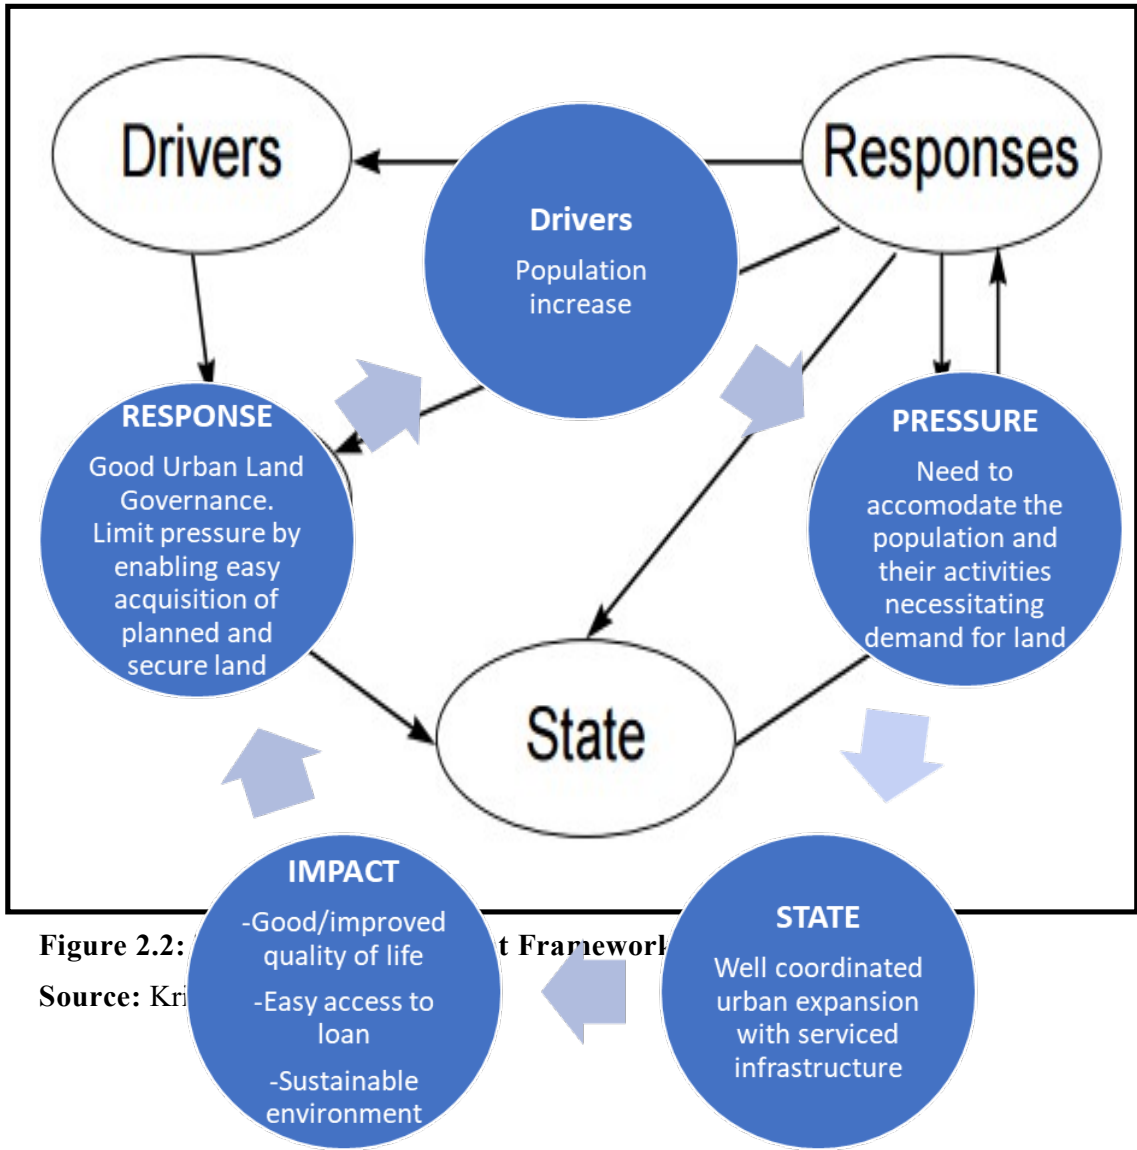 Drivers
Responses
Drivers
Population
increase
RESPONSE
Good Urban Land
Governance.
Limit pressure by
enabling easy
acquisition of
planned and
secure land
PRESSURE
Need to
accomodate the
population and
their activities
necessitating
demand for land
State
IMPACT
-Good/improved
quality of life
-Easy access to
loan
-Sustainable
environment
STATE
Well coordinated
urban expansion
with serviced
infrastructure
Figure 2.2: t Framework
Source: Kri